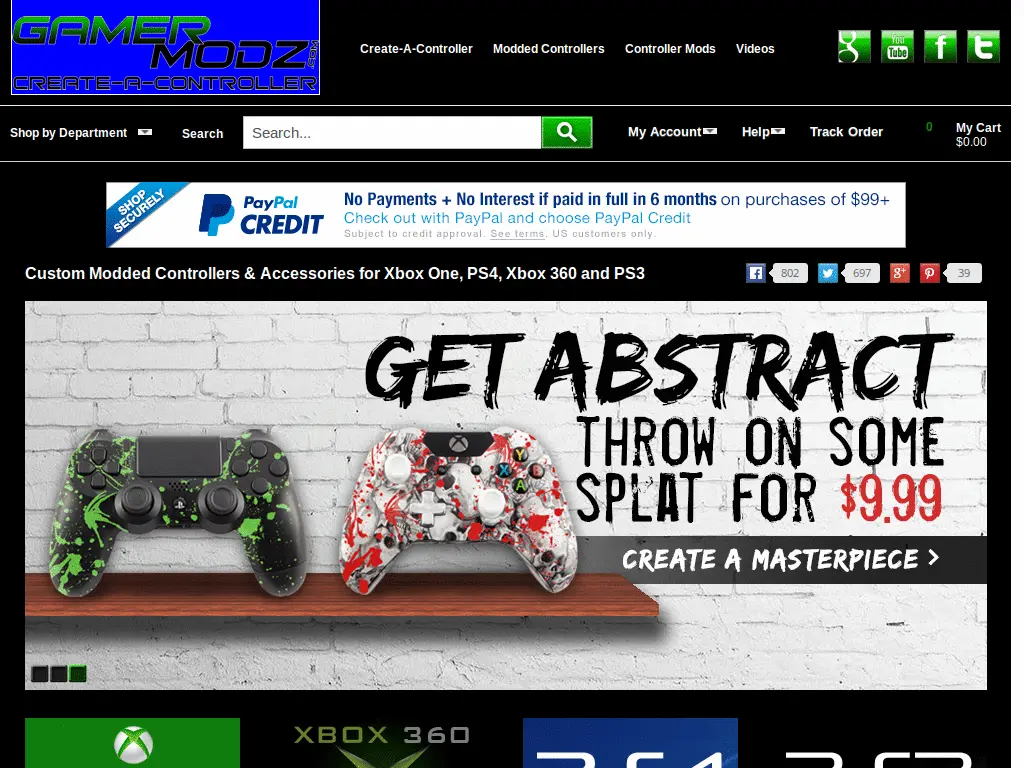 GAMER
MODZ.COM
CREATE-A-CONTROLLER
Create-A-Controller Modded Controllers Controller Mods Videos
g You Tube f t
Shop by Department Search Search... My Account Help Track Order 0 My Cart
$0.00
SHOP SECURELY
PayPal CREDIT
No Payments + No Interest if paid in full in 6 months on purchases of $99+
Check out with PayPal and choose PayPal Credit
Subject to credit approval. See terms. US customers only.
Custom Modded Controllers & Accessories for Xbox One, PS4, Xbox 360 and PS3
802 697 g+ 39
GET ABSTRACT
THROW ON SOME
SPLAT FOR $9.99
CREATE A MASTERPIECE >
Y
X B
A
XBOX 360
PS4
PS3